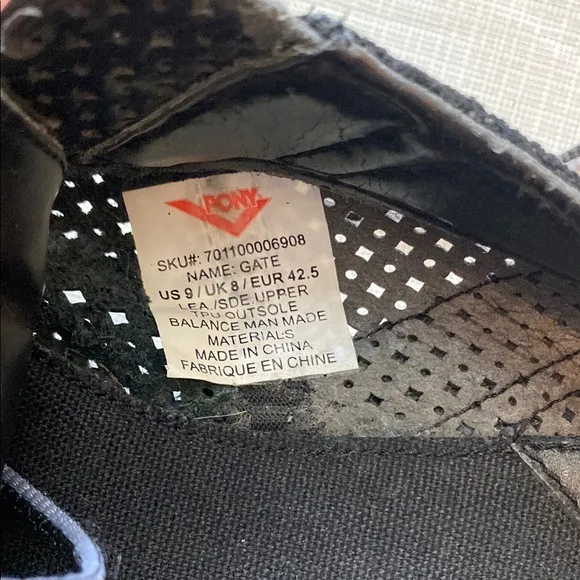 PONY
SKU#: 701100006908
NAME: GATE
US 9 / UK 8 / EUR 42.5
LEA /SDE UPPER
TPU OUTSOLE
BALANCE MAN MADE
MATERIALS
MADE IN CHINA
FABRIQUE EN CHINE